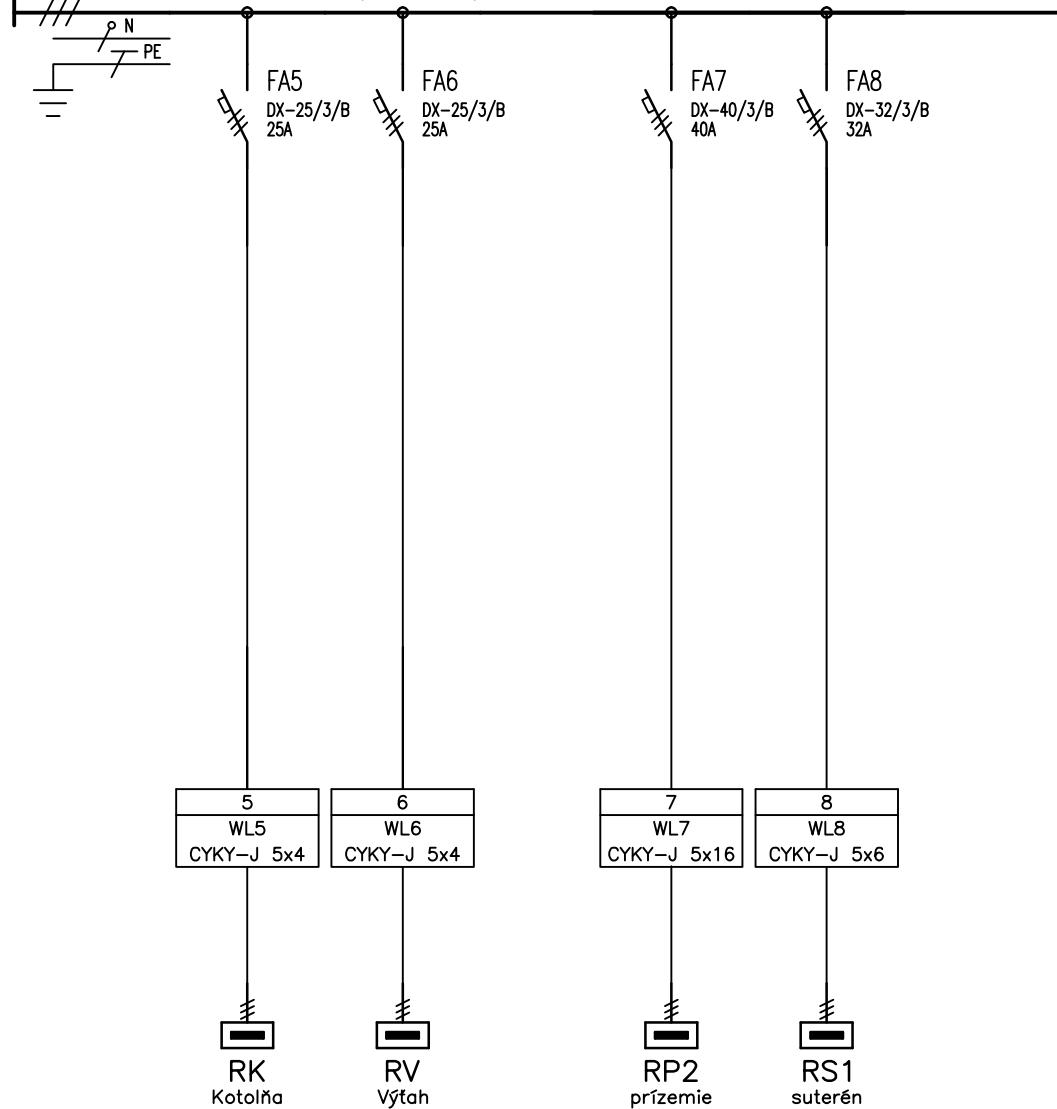 N
PE
FA5
DX-25/3/B
25A
FA6
DX-25/3/B
25A
FA7
DX-40/3/B
40A
FA8
DX-32/3/B
32A
5
WL5
CYKY-J 5x4
6
WL6
CYKY-J 5x4
7
WL7
CYKY-J 5x16
8
WL8
CYKY-J 5x6
RK
Kotolňa
RV
Výťah
RP2
prízemie
RS1
suterén